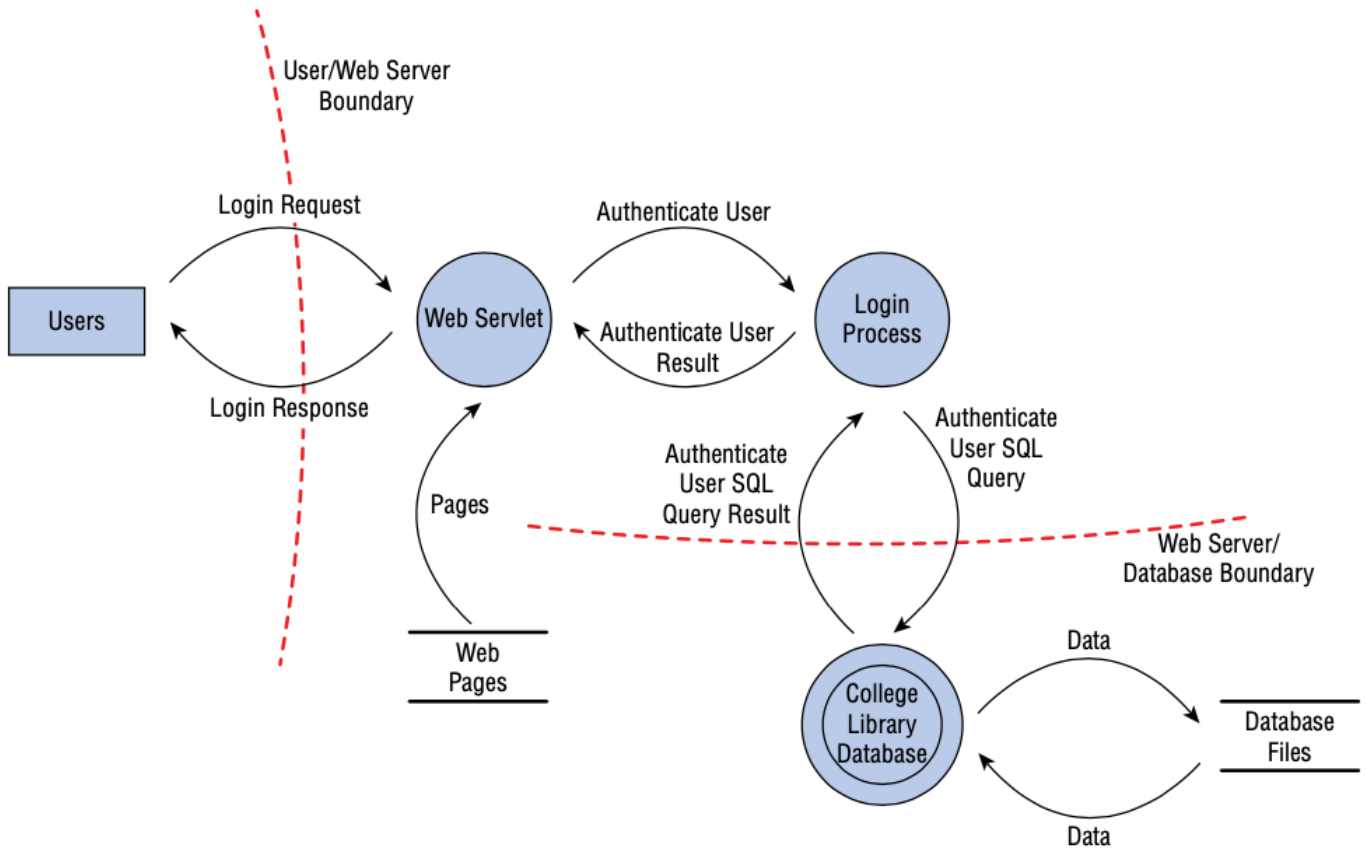 User/Web Server
Boundary
Login Request
Authenticate User
Users
Web Servlet
Login
Process
Authenticate User
Result
Login Response
Authenticate
User SQL
Query
Authenticate
User SQL
Query Result
Pages
Web Server/
Database Boundary
Web
Pages
Data
College
Library
Database
Database
Files
Data